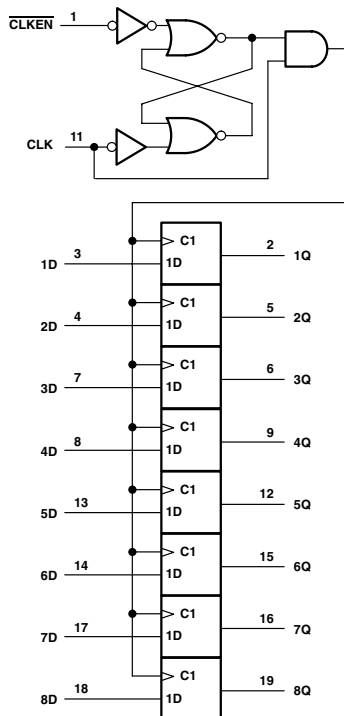 CLKEN 1
CLK 11
C1
1D 3 1D 2 1Q
C1
2D 4 1D 5 2Q
C1
3D 7 1D 6 3Q
C1
4D 8 1D 9 4Q
C1
5D 13 1D 12 5Q
C1
6D 14 1D 15 6Q
C1
7D 17 1D 16 7Q
C1
8D 18 1D 19 8Q